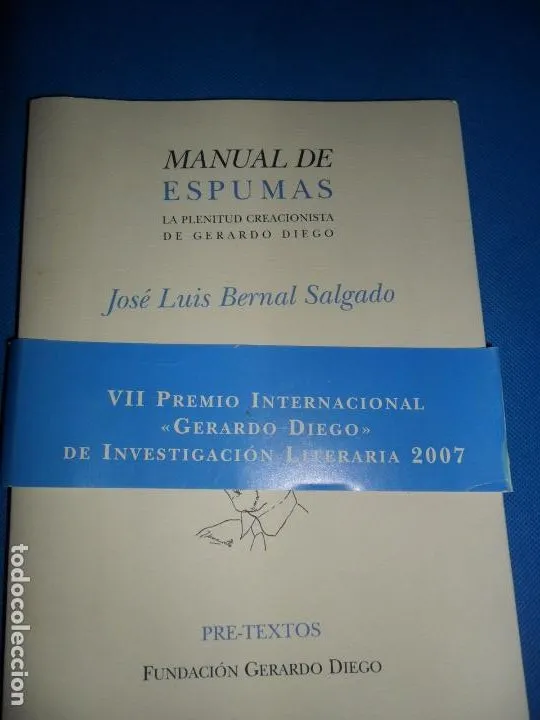 MANUAL DE
ESPUMAS
LA PLENITUD CREACIONISTA
DE GERARDO DIEGO
José Luis Bernal Salgado
VII PREMIO INTERNACIONAL
«GERARDO DIEGO»
DE INVESTIGACIÓN LITERARIA 2007
PRE-TEXTOS
FUNDACIÓN GERARDO DIEGO
todocoleccion.net